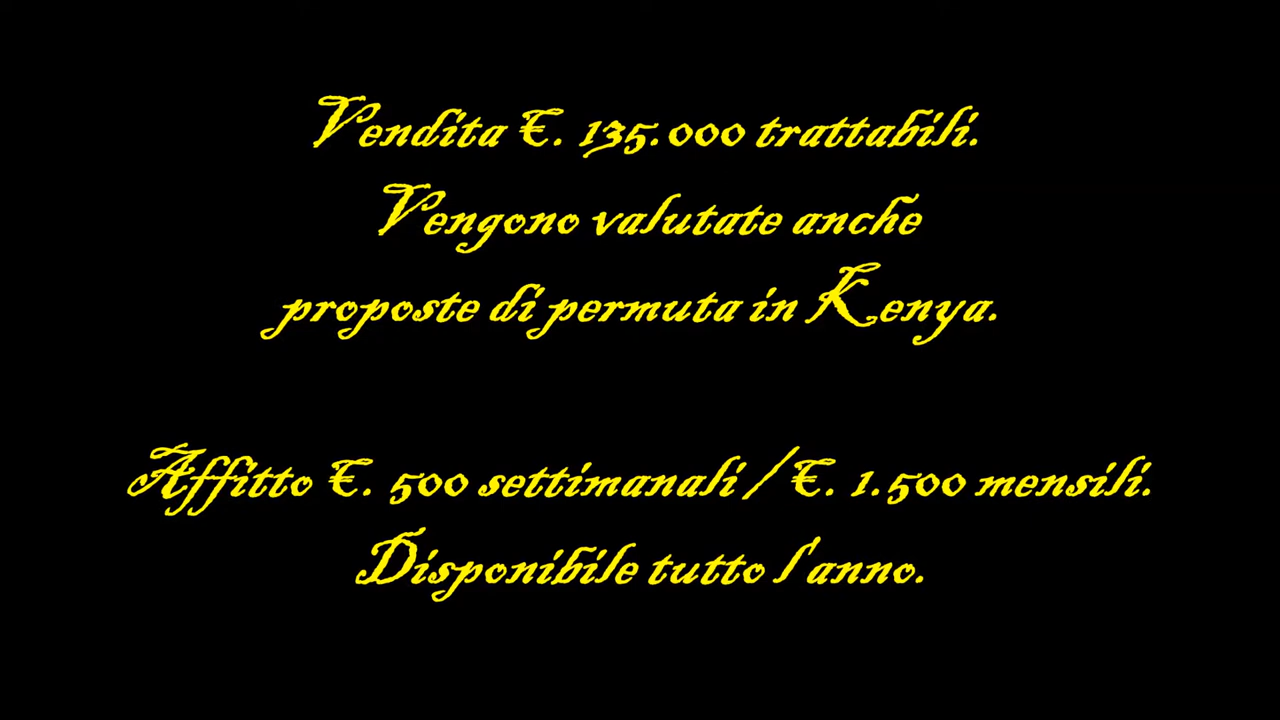 Vendita €. 135.000 trattabili.
Vengono valutate anche
proposte di permuta in Kenya.
Affitto €. 500 settimanali / €. 1.500 mensili.
Disponibile tutto l'anno.